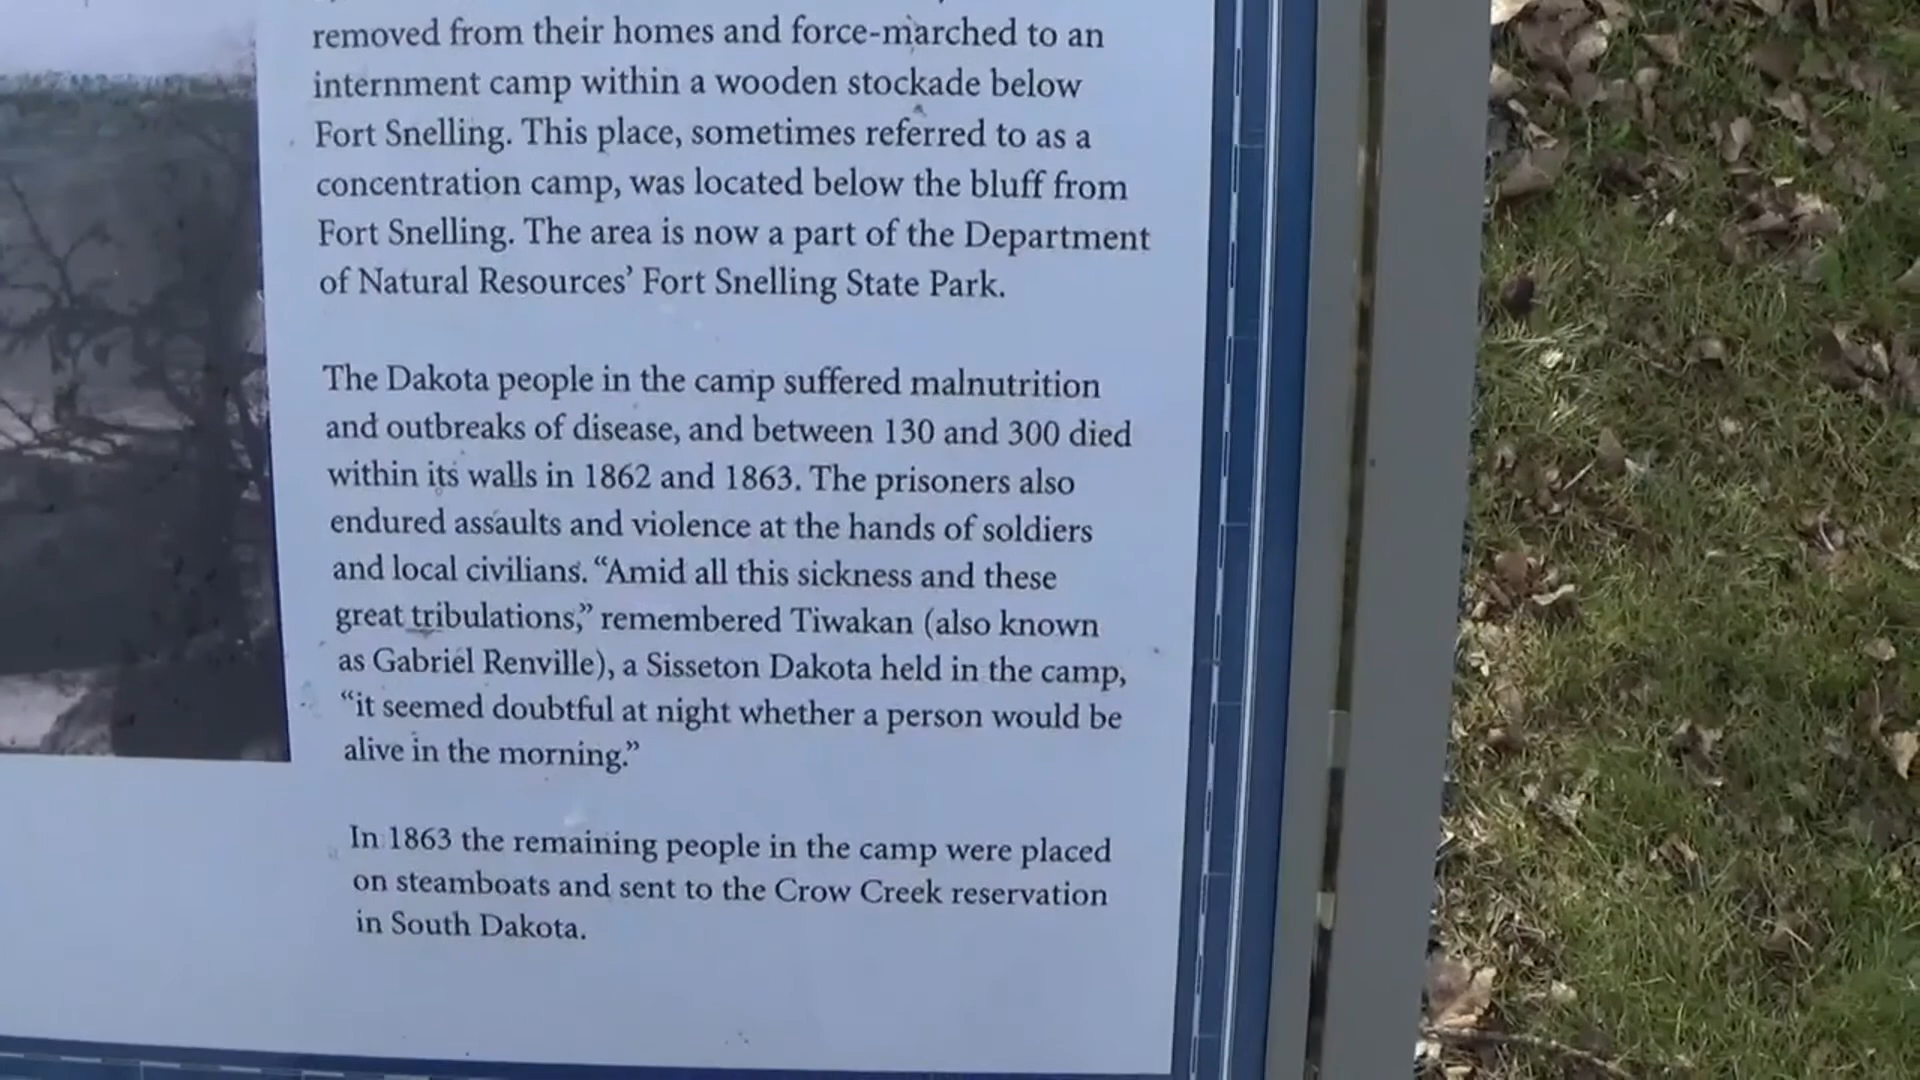 removed from their homes and force-marched to an
internment camp within a wooden stockade below
Fort Snelling. This place, sometimes referred to as a
concentration camp, was located below the bluff from
Fort Snelling. The area is now a part of the Department
of Natural Resources’ Fort Snelling State Park.
The Dakota people in the camp suffered malnutrition
and outbreaks of disease, and between 130 and 300 died
within its walls in 1862 and 1863. The prisoners also
endured assaults and violence at the hands of soldiers
and local civilians. “Amid all this sickness and these
great tribulations,” remembered Tiwakan (also known
as Gabriel Renville), a Sisseton Dakota held in the camp,
“it seemed doubtful at night whether a person would be
alive in the morning.”
In 1863 the remaining people in the camp were placed
on steamboats and sent to the Crow Creek reservation
in South Dakota.